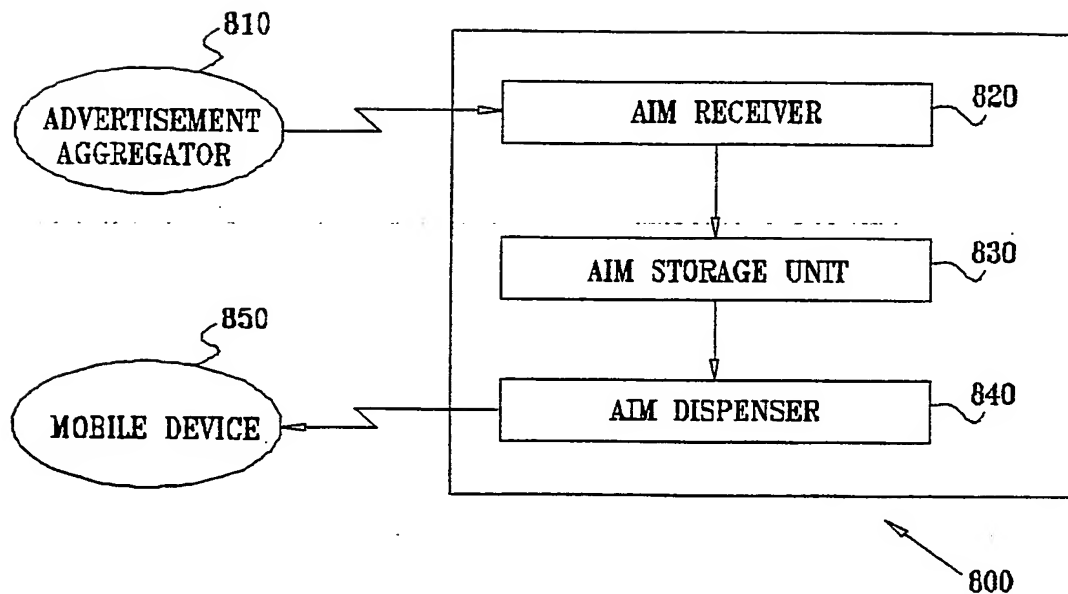 810
ADVERTISEMENT
AGGREGATOR
AIM RECEIVER
820
AIM STORAGE UNIT
830
850
MOBILE DEVICE
AIM DISPENSER
840
800